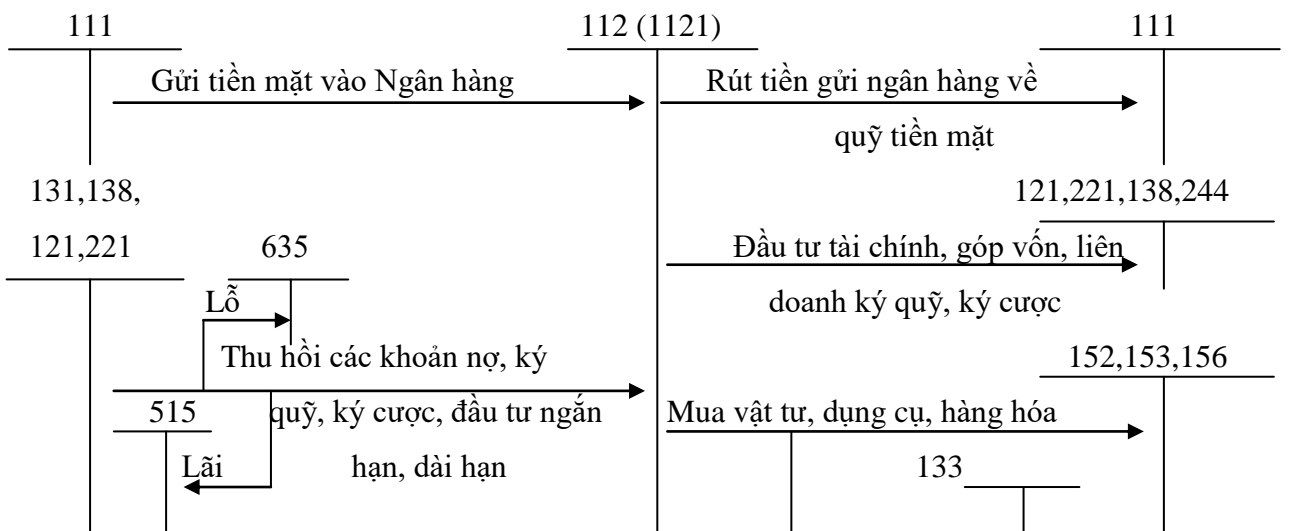 111 112 (1121) 111
Gửi tiền mặt vào Ngân hàng Rút tiền gửi ngân hàng về
quỹ tiền mặt
131,138, 121,221,138,244
121,221 635 Đầu tư tài chính, góp vốn, liên
Lỗ doanh ký quỹ, ký cược
Thu hồi các khoản nợ, ký 152,153,156
515 quỹ, ký cược, đầu tư ngắn Mua vật tư, dụng cụ, hàng hóa
Lãi hạn, dài hạn 133